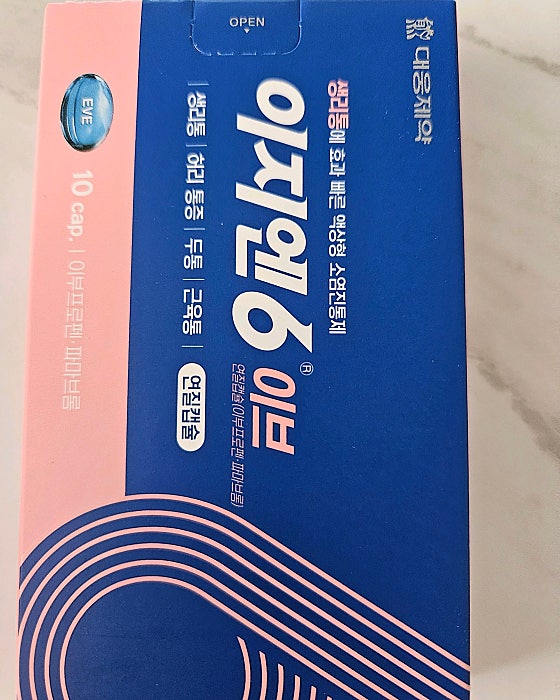 대웅제약
생리통에 효과 빠른 액상형 소염진통제
이지엔6® 이브
연질캡슐(이부프로펜·파마브롬)
생리통 | 허리 통증 | 두통 | 근육통 | 연질캡슐
EVE
10 cap. | 이부프로펜·파마브롬
OPEN